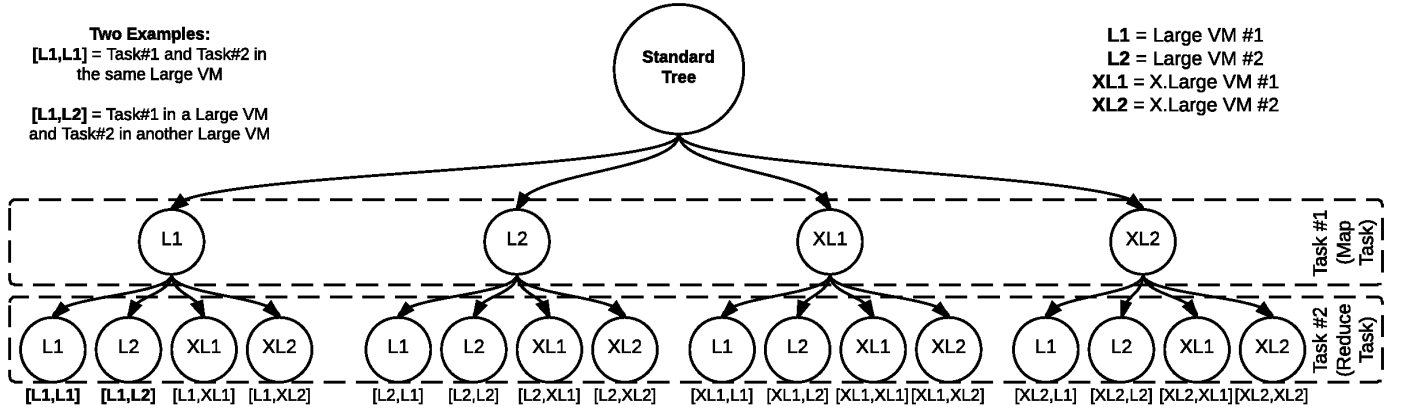 Two Examples:
[L1,L1] = Task#1 and Task#2 in
the same Large VM
[L1,L2] = Task#1 in a Large VM
and Task#2 in another Large VM
Standard
Tree
L1 = Large VM #1
L2 = Large VM #2
XL1 = X.Large VM #1
XL2 = X.Large VM #2
L1 L2 XL1 XL2
Task #1
(Map
Task)
L1 L2 XL1 XL2 L1 L2 XL1 XL2 L1 L2 XL1 XL2 L1 L2 XL1 XL2
Task #2
(Reduce
Task)
[L1,L1] [L1,L2] [L1,XL1] [L1,XL2] [L2,L1] [L2,L2] [L2,XL1] [L2,XL2] [XL1,L1] [XL1,L2] [XL1,XL1] [XL1,XL2] [XL2,L1] [XL2,L2] [XL2,XL1] [XL2,XL2]